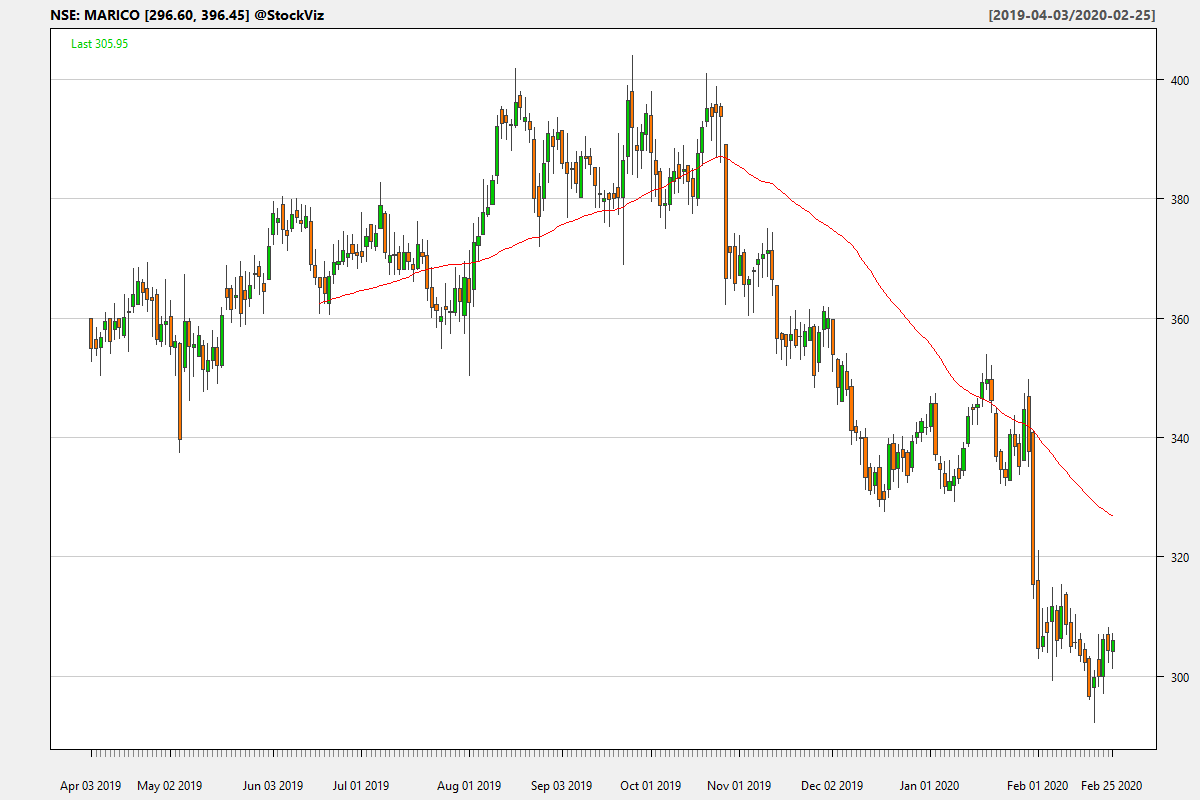 NSE: MARICO [296.60, 396.45] @StockViz [2019-04-03/2020-02-25]
Last 305.95
400
380
360
340
320
300
Apr 03 2019 May 02 2019 Jun 03 2019 Jul 01 2019 Aug 01 2019 Sep 03 2019 Oct 01 2019 Nov 01 2019 Dec 02 2019 Jan 01 2020 Feb 01 2020 Feb 25 2020